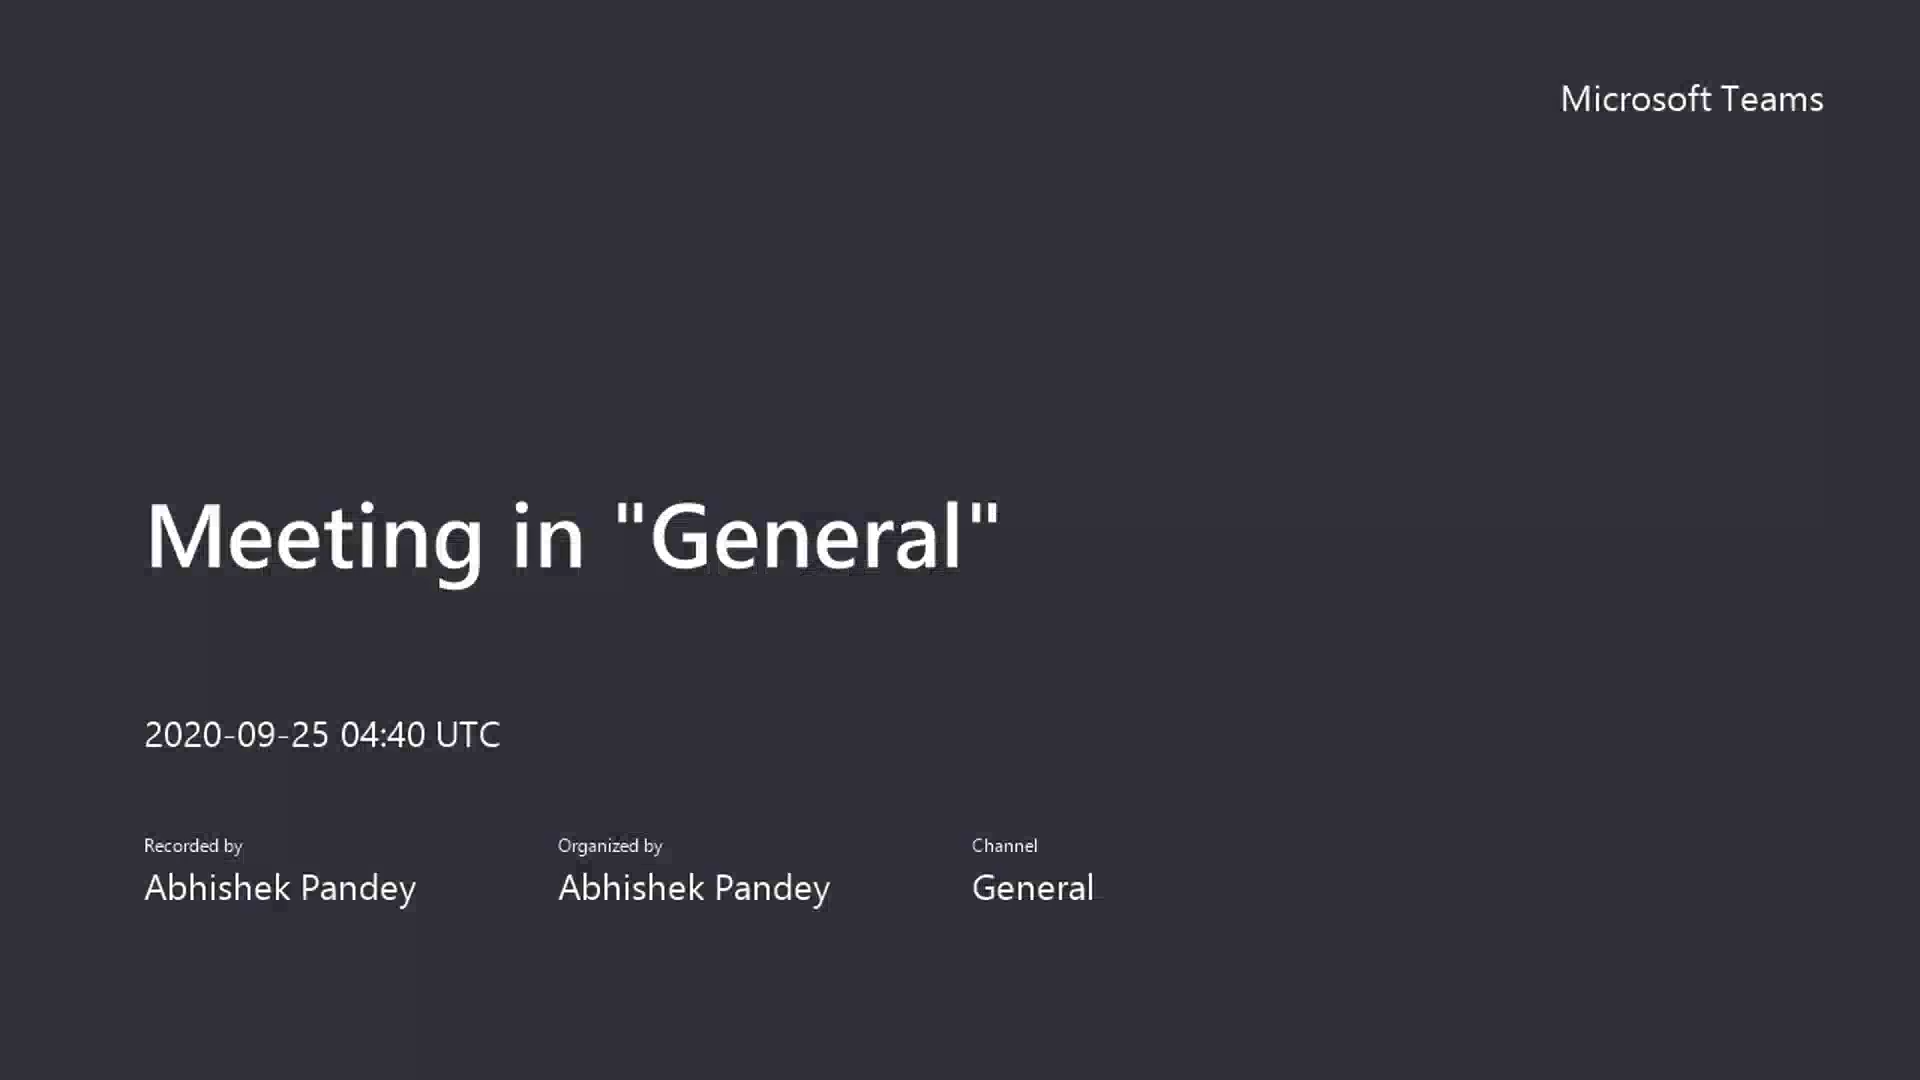 Microsoft Teams
Meeting in "General"
2020-09-25 04:40 UTC
Recorded by
Abhishek Pandey
Organized by
Abhishek Pandey
Channel
General